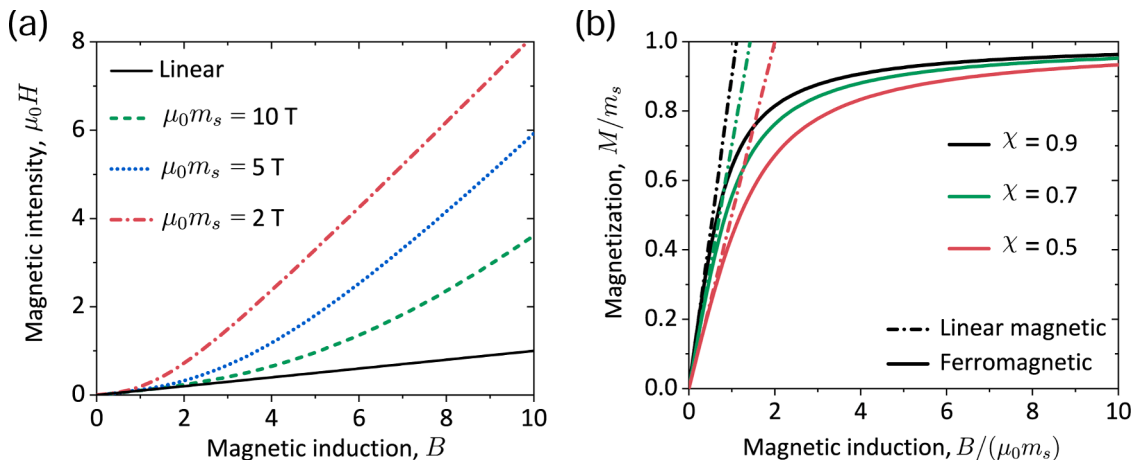 (a)
Magnetic intensity, μ₀H
8
6
4
2
0
Linear
μ₀mₛ = 10 T
μ₀mₛ = 5 T
μ₀mₛ = 2 T
0 2 4 6 8 10
Magnetic induction, B
(b)
Magnetization, M/mₛ
1.0
0.8
0.6
0.4
0.2
0.0
χ = 0.9
χ = 0.7
χ = 0.5
Linear magnetic
Ferromagnetic
0 2 4 6 8 10
Magnetic induction, B/(μ₀mₛ)